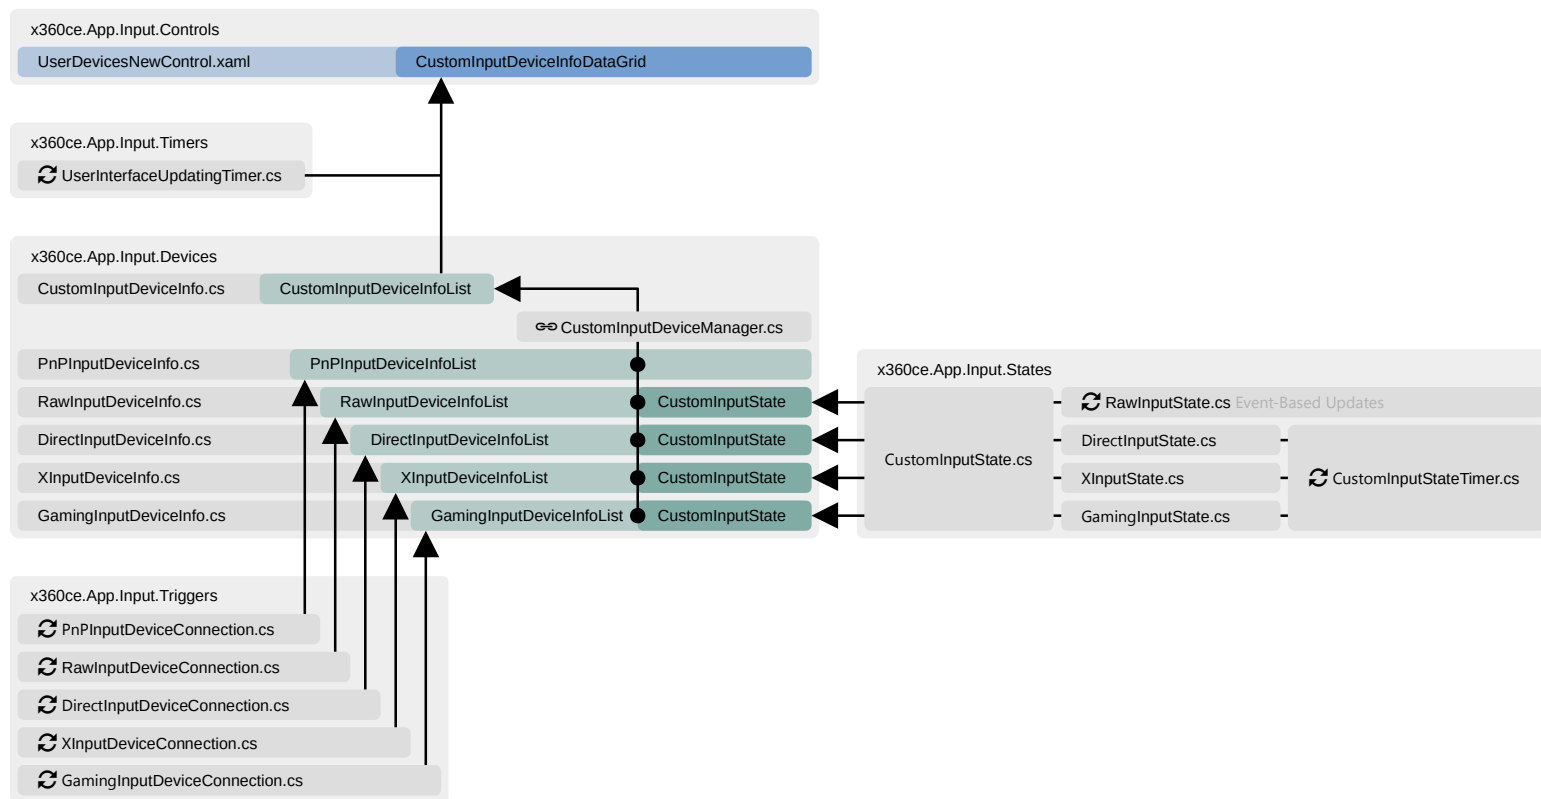 x360ce.App.Input.Controls
UserDevicesNewControl.xaml CustomInputDeviceInfoDataGrid
x360ce.App.Input.Timers
UserInterfaceUpdatingTimer.cs
x360ce.App.Input.Devices
CustomInputDeviceInfo.cs CustomInputDeviceInfoList
CustomInputDeviceManager.cs
PnPInputDeviceInfo.cs PnPInputDeviceInfoList
RawInputDeviceInfo.cs RawInputDeviceInfoList CustomInputState
DirectInputDeviceInfo.cs DirectInputDeviceInfoList CustomInputState
XInputDeviceInfo.cs XInputDeviceInfoList CustomInputState
GamingInputDeviceInfo.cs GamingInputDeviceInfoList CustomInputState
x360ce.App.Input.States
CustomInputState.cs
RawInputState.cs Event-Based Updates
DirectInputState.cs
XInputState.cs
GamingInputState.cs
CustomInputStateTimer.cs
x360ce.App.Input.Triggers
PnPInputDeviceConnection.cs
RawInputDeviceConnection.cs
DirectInputDeviceConnection.cs
XInputDeviceConnection.cs
GamingInputDeviceConnection.cs